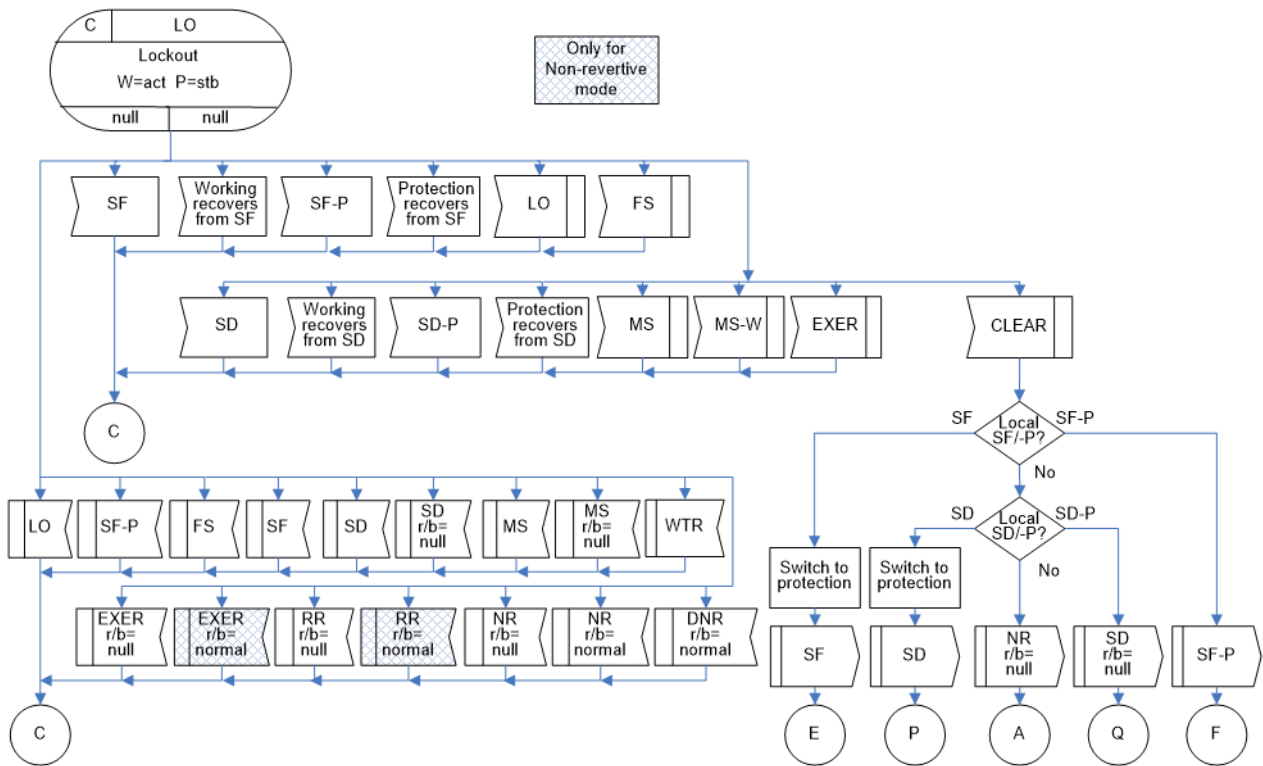 C LO
Lockout
W=act P=stb
null null
Only for
Non-revertive
mode
SF
Working
recovers
from SF
SF-P
Protection
recovers
from SF
LO
FS
SD
Working
recovers
from SD
SD-P
Protection
recovers
from SD
MS
MS-W
EXER
CLEAR
C
SF
Local
SF/-P?
SF-P
No
SD
Local
SD/-P?
SD-P
No
LO
SF-P
FS
SF
SD
SD
r/b=
null
MS
MS
r/b=
null
WTR
Switch to
protection
Switch to
protection
EXER
r/b=
null
EXER
r/b=
normal
RR
r/b=
null
RR
r/b=
normal
NR
r/b=
null
NR
r/b=
normal
DNR
r/b=
normal
SF
SD
NR
r/b=
null
SD
r/b=
null
SF-P
C
E
P
A
Q
F